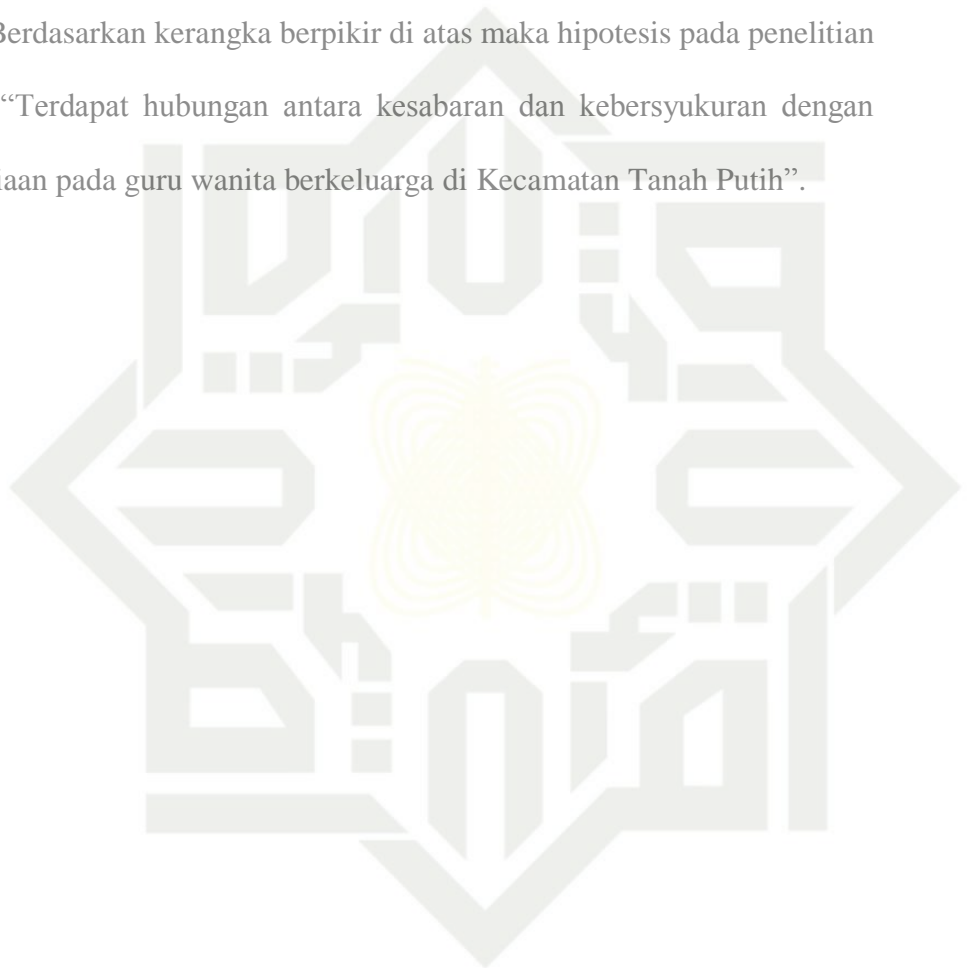 Berdasarkan kerangka berpikir di atas maka hipotesis pada penelitian
“Terdapat hubungan antara kesabaran dan kebersyukuran dengan
pada guru wanita berkeluarga di Kecamatan Tanah Putih”.